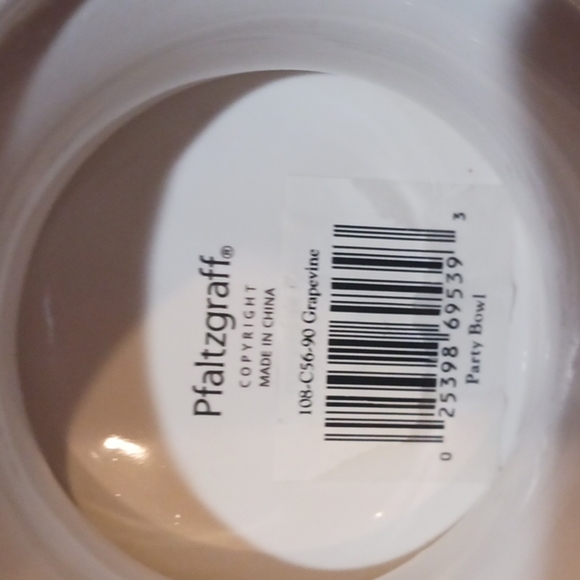 Pfaltzgraff®
COPYRIGHT
MADE IN CHINA
108-C56-90 Grapevine
0 25398 69539 3
Party Bowl